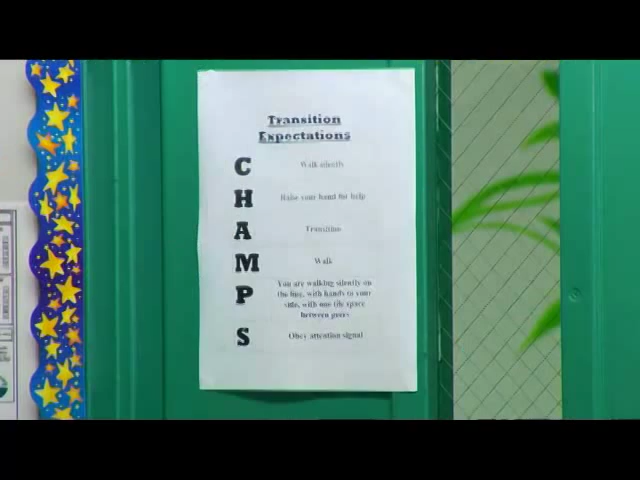 Transition
Expectations
C Walk silently
H Raise your hand for help
A Transition
M Walk
P You are walking silently on
the line, with hands to your
side, with one tile space
between peers
S Obey attention signal